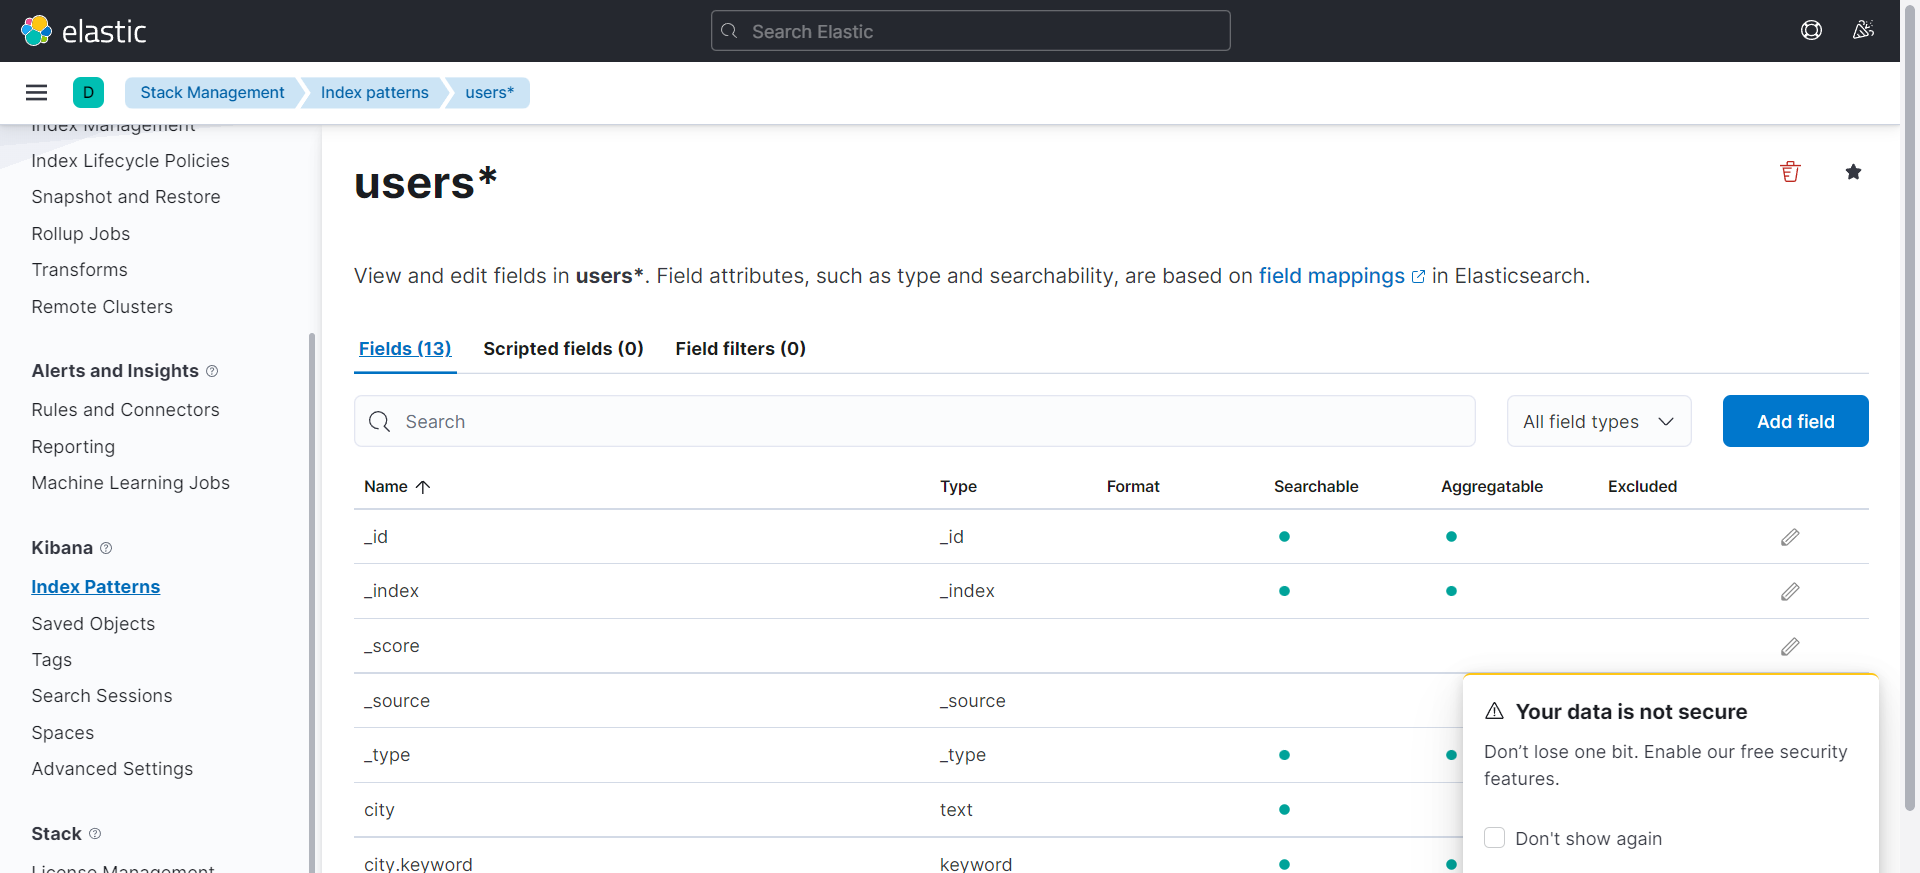 elastic
Search Elastic
D
Stack Management
Index patterns
users*
Index Management
Index Lifecycle Policies
Snapshot and Restore
Rollup Jobs
Transforms
Remote Clusters
Alerts and Insights
Rules and Connectors
Reporting
Machine Learning Jobs
Kibana
Index Patterns
Saved Objects
Tags
Search Sessions
Spaces
Advanced Settings
Stack
License Management
users*
View and edit fields in users*. Field attributes, such as type and searchability, are based on field mappings in Elasticsearch.
Fields (13) Scripted fields (0) Field filters (0)
Search
All field types
Add field
Name Type Format Searchable Aggregatable Excluded
_id _id
_index _index
_score
_source _source
_type _type
city text
city.keyword keyword
Your data is not secure
Don’t lose one bit. Enable our free security
features.
Don't show again